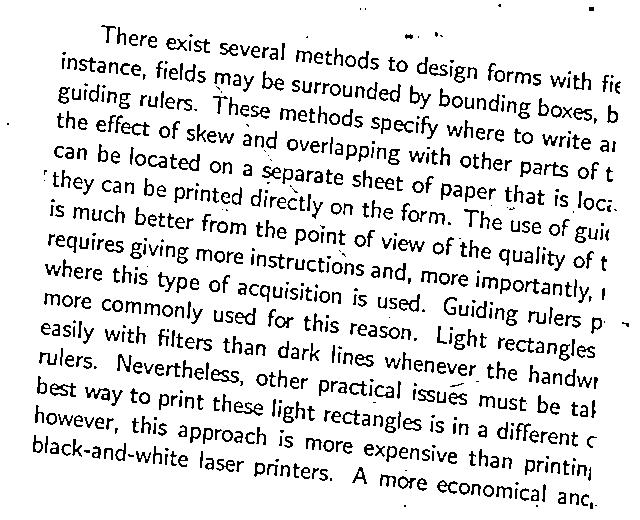 There exist several methods to design forms with fie
instance, fields may be surrounded by bounding boxes, b
guiding rulers. These methods specify where to write a
the effect of skew and overlapping with other parts of t
can be located on a separate sheet of paper that is loca
they can be printed directly on the form. The use of guid
is much better from the point of view of the quality of t
requires giving more instructions and, more importantly,
where this type of acquisition is used. Guiding rulers p
more commonly used for this reason. Light rectangles
easily with filters than dark lines whenever the handw
rulers. Nevertheless, other practical issues must be ta
best way to print these light rectangles is in a different c
however, this approach is more expensive than printin
black-and-white laser printers. A more economical and